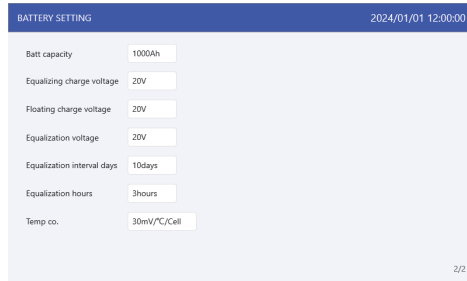 BATTERY SETTING 2024/01/01 12:00:00
Batt capacity 1000Ah
Equalizing charge voltage 20V
Floating charge voltage 20V
Equalization voltage 20V
Equalization interval days 10days
Equalization hours 3hours
Temp co. 30mV/℃/Cell
2/2